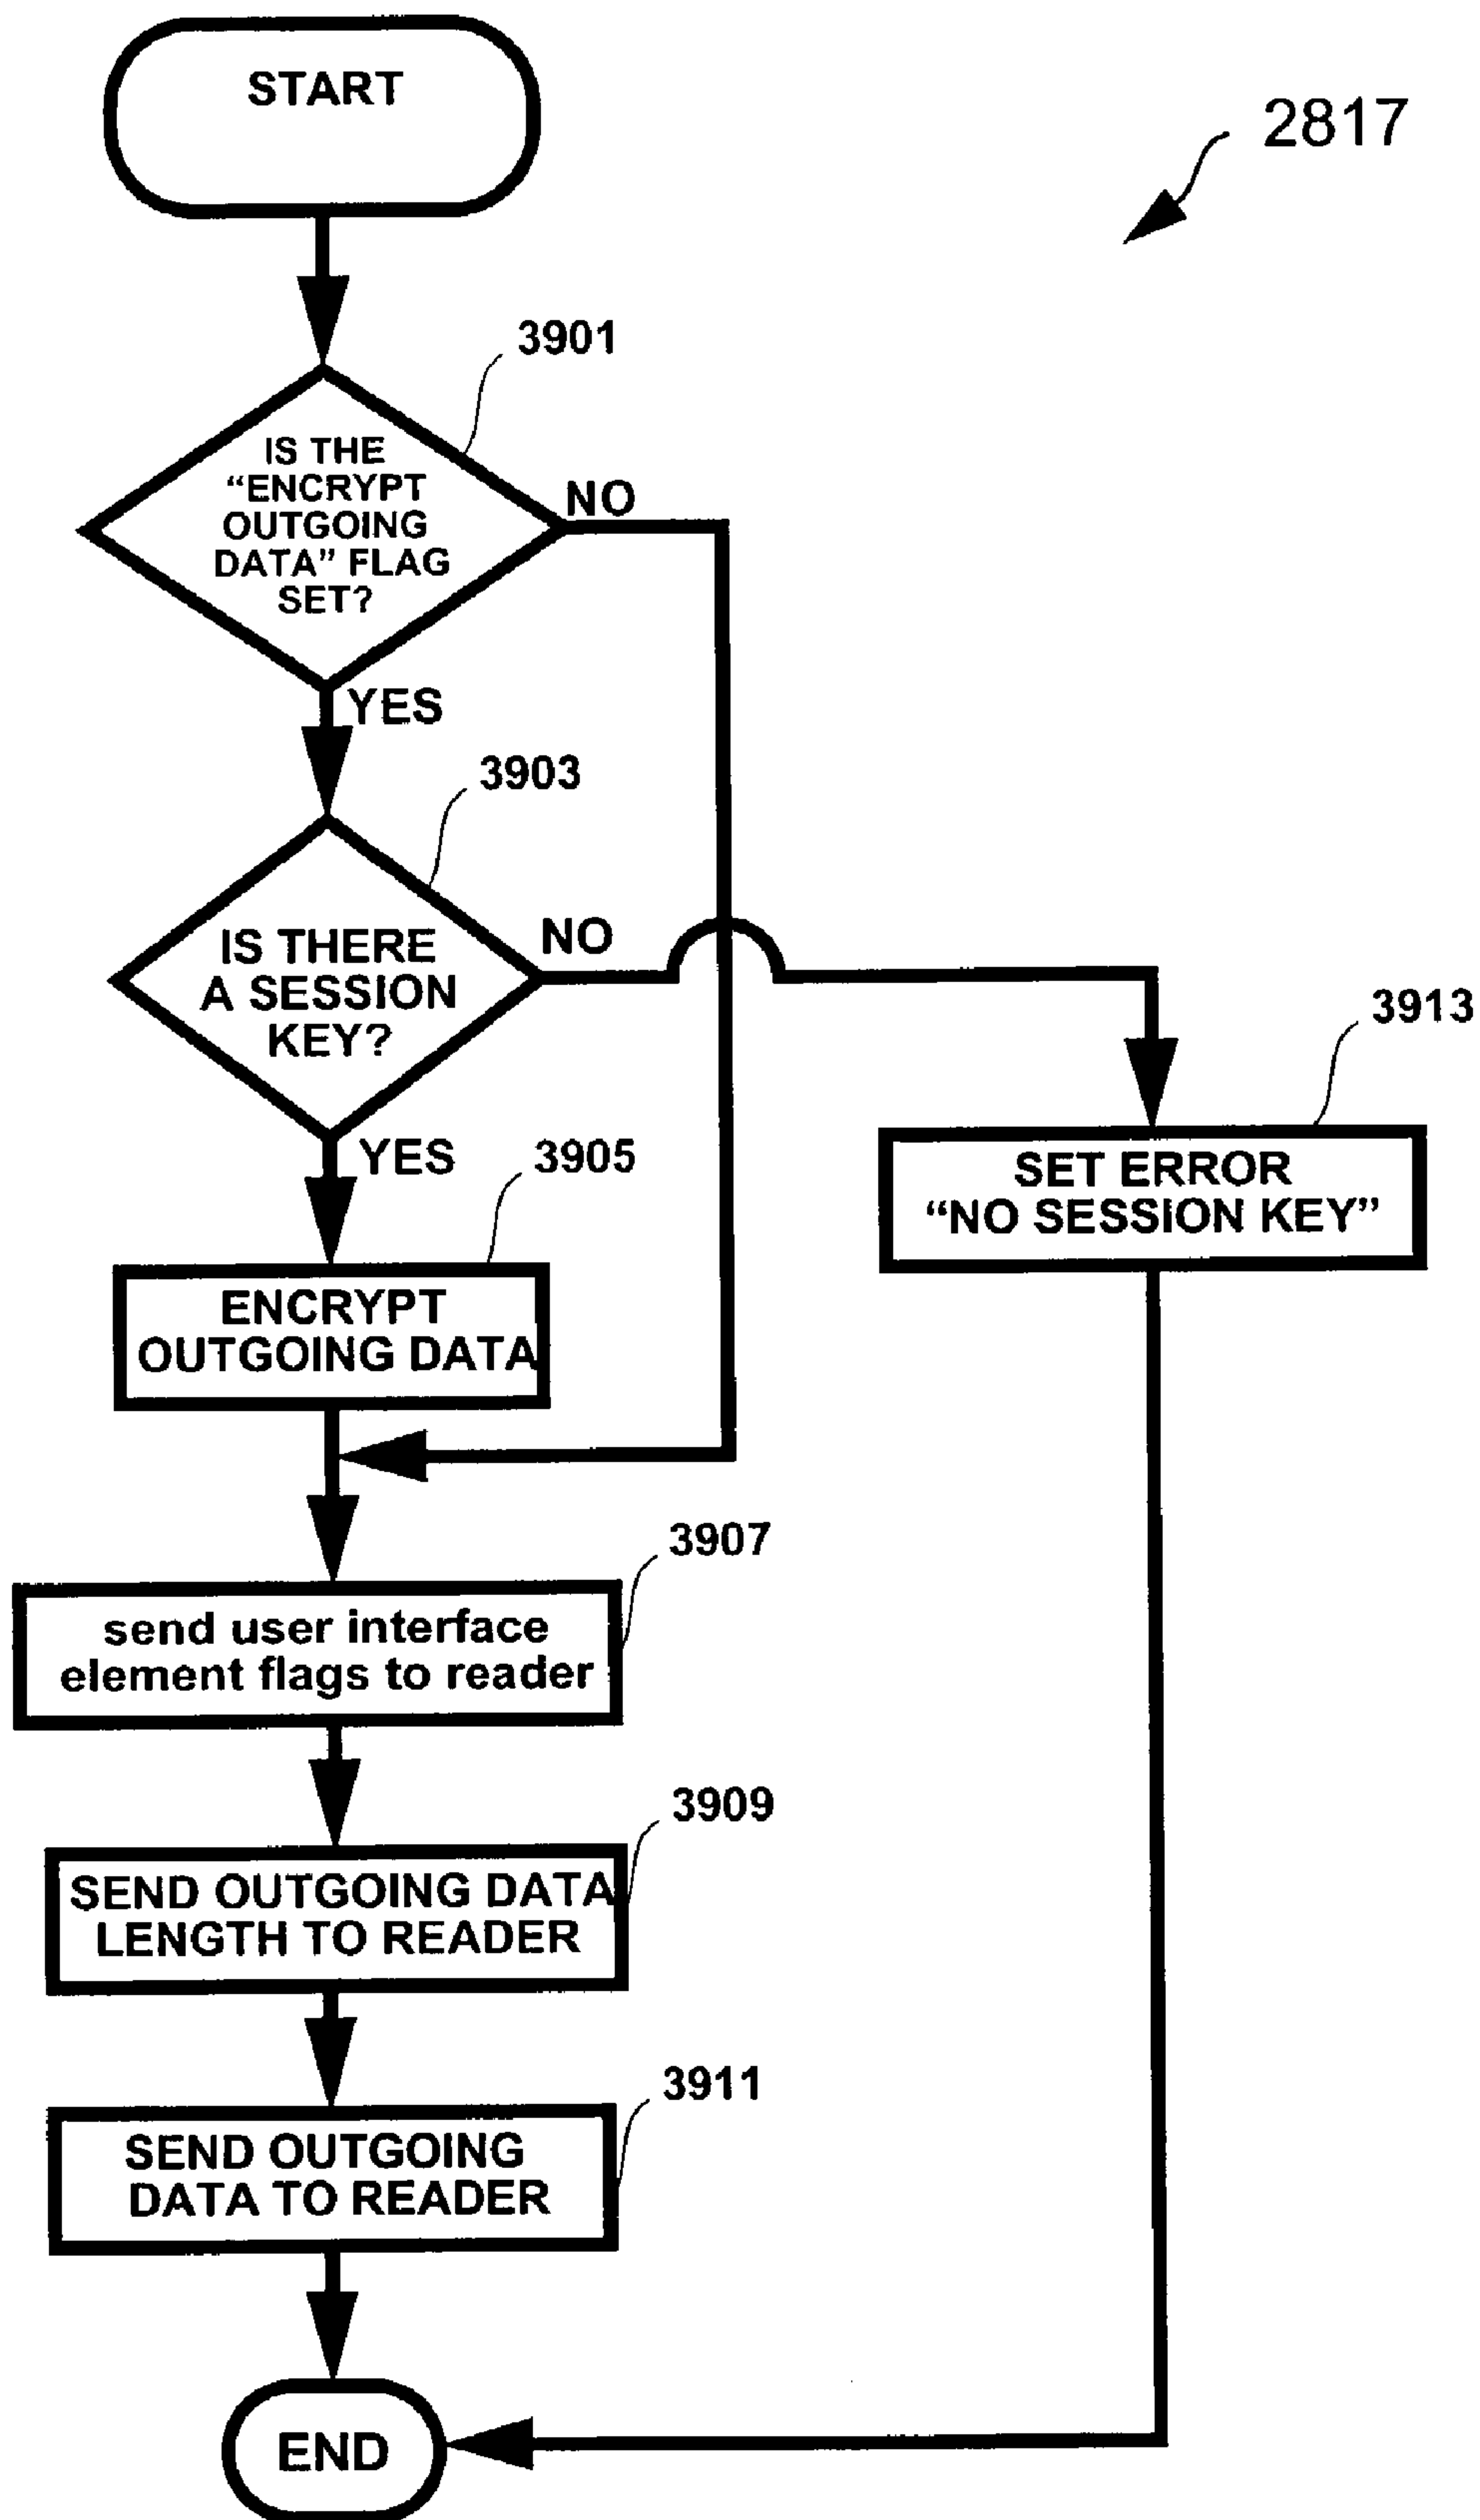 START
2817
3901
IS THE
“ENCRYPT
OUTGOING
DATA” FLAG
SET?
NO
YES
3903
IS THERE
A SESSION
KEY?
NO
YES
3913
SET ERROR
“NO SESSION KEY”
3905
ENCRYPT
OUTGOING DATA
3907
send user interface
element flags to reader
3909
SEND OUTGOING DATA
LENGTH TO READER
3911
SEND OUTGOING
DATA TO READER
END